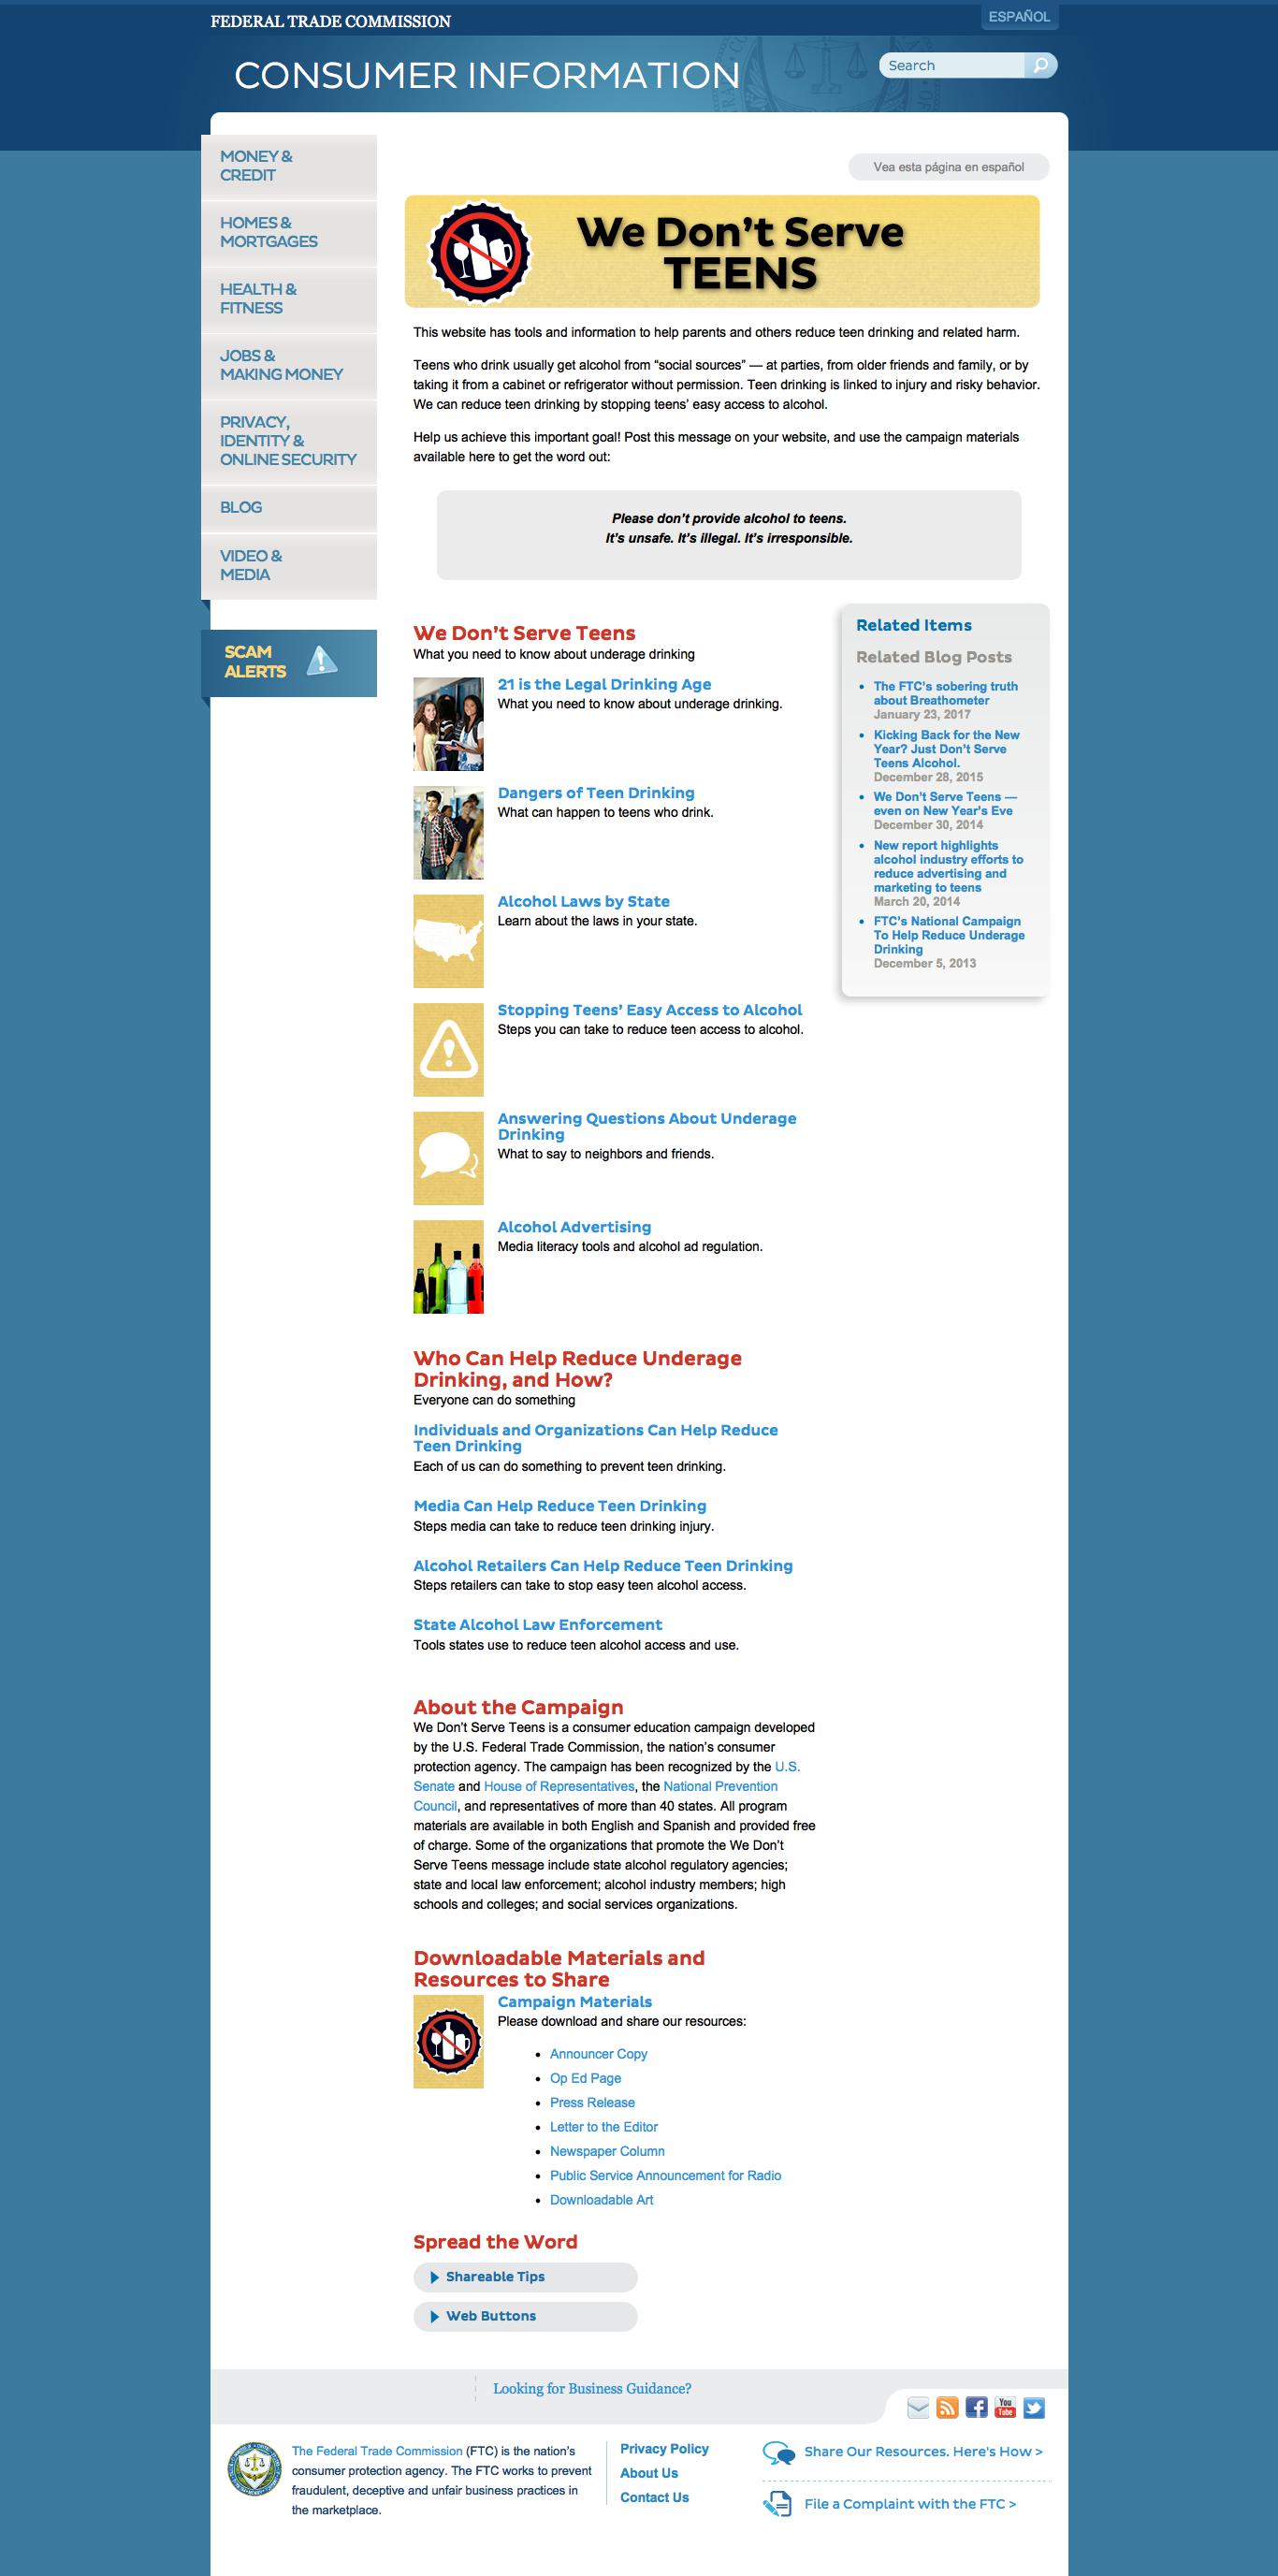 FEDERAL TRADE COMMISSION
ESPAÑOL
CONSUMER INFORMATION
Search
MONEY &
CREDIT
HOMES &
MORTGAGES
HEALTH &
FITNESS
JOBS &
MAKING MONEY
PRIVACY,
IDENTITY &
ONLINE SECURITY
BLOG
VIDEO &
MEDIA
SCAM
ALERTS
Vea esta página en español
We Don't Serve
TEENS
This website has tools and information to help parents and others reduce teen drinking and related harm.
Teens who drink usually get alcohol from “social sources” — at parties, from older friends and family, or by
taking it from a cabinet or refrigerator without permission. Teen drinking is linked to injury and risky behavior.
We can reduce teen drinking by stopping teens’ easy access to alcohol.
Help us achieve this important goal! Post this message on your website, and use the campaign materials
available here to get the word out:
Please don’t provide alcohol to teens.
It’s unsafe. It’s illegal. It’s irresponsible.
We Don’t Serve Teens
What you need to know about underage drinking
21 is the Legal Drinking Age
What you need to know about underage drinking.
Dangers of Teen Drinking
What can happen to teens who drink.
Alcohol Laws by State
Learn about the laws in your state.
Stopping Teens’ Easy Access to Alcohol
Steps you can take to reduce teen access to alcohol.
Answering Questions About Underage
Drinking
What to say to neighbors and friends.
Alcohol Advertising
Media literacy tools and alcohol ad regulation.
Related Items
Related Blog Posts
• The FTC’s sobering truth
about Breathometer
January 23, 2017
• Kicking Back for the New
Year? Just Don’t Serve
Teens Alcohol.
December 28, 2015
• We Don’t Serve Teens —
even on New Year’s Eve
December 30, 2014
• New report highlights
alcohol industry efforts to
reduce advertising and
marketing to teens
March 20, 2014
• FTC’s National Campaign
To Help Reduce Underage
Drinking
December 5, 2013
Who Can Help Reduce Underage
Drinking, and How?
Everyone can do something
Individuals and Organizations Can Help Reduce
Teen Drinking
Each of us can do something to prevent teen drinking.
Media Can Help Reduce Teen Drinking
Steps media can take to reduce teen drinking injury.
Alcohol Retailers Can Help Reduce Teen Drinking
Steps retailers can take to stop easy teen alcohol access.
State Alcohol Law Enforcement
Tools states use to reduce teen alcohol access and use.
About the Campaign
We Don’t Serve Teens is a consumer education campaign developed
by the U.S. Federal Trade Commission, the nation’s consumer
protection agency. The campaign has been recognized by the U.S.
Senate and House of Representatives, the National Prevention
Council, and representatives of more than 40 states. All program
materials are available in both English and Spanish and provided free
of charge. Some of the organizations that promote the We Don’t
Serve Teens message include state alcohol regulatory agencies;
state and local law enforcement; alcohol industry members; high
schools and colleges; and social services organizations.
Downloadable Materials and
Resources to Share
Campaign Materials
Please download and share our resources:
• Announcer Copy
• Op Ed Page
• Press Release
• Letter to the Editor
• Newspaper Column
• Public Service Announcement for Radio
• Downloadable Art
Spread the Word
Shareable Tips
Web Buttons
Looking for Business Guidance?
You
Tube
The Federal Trade Commission (FTC) is the nation’s
consumer protection agency. The FTC works to prevent
fraudulent, deceptive and unfair business practices in
the marketplace.
Privacy Policy
About Us
Contact Us
Share Our Resources. Here's How >
File a Complaint with the FTC >